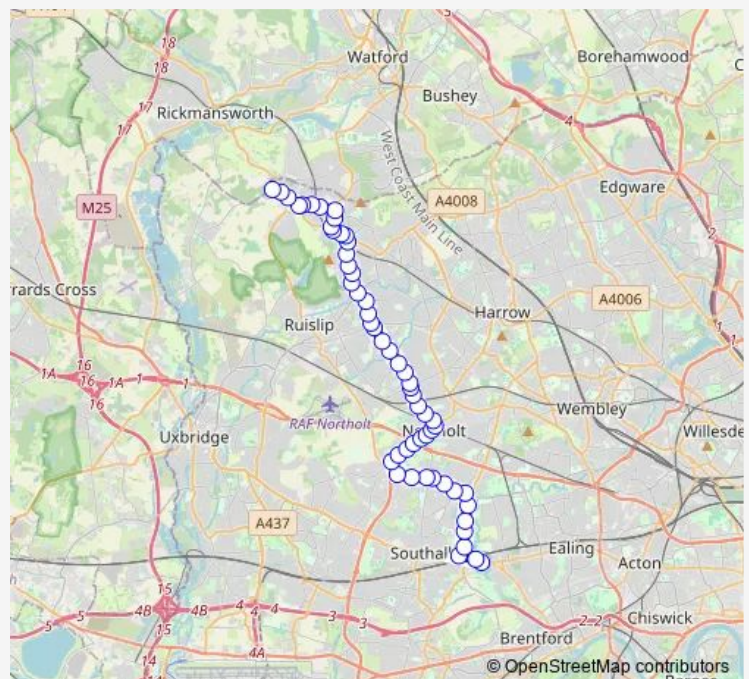 18
Watford
Borehamwood
18
Bushey
Rickmansworth
17
17
4
West Coast Main Line
Edgware
M25
A4008
2
rrards Cross
A4006
Harrow
Ruislip
1
16
1A
16
1A
1
1
16
RAF Northolt
Wembley
Uxbridge
Willesde
A437
Southall
Ealing
Acton
15
5
5
4B
4B
4
4
3
3
2
2
Chiswick
15
14
4A
Brentford
14
© OpenStreetMap contributors